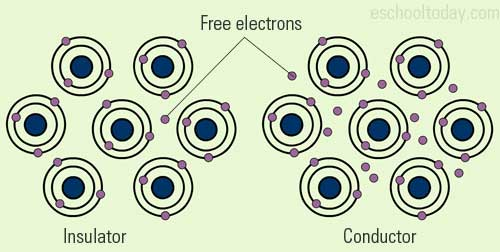 eschooltoday.com
Free electrons
Insulator
Conductor